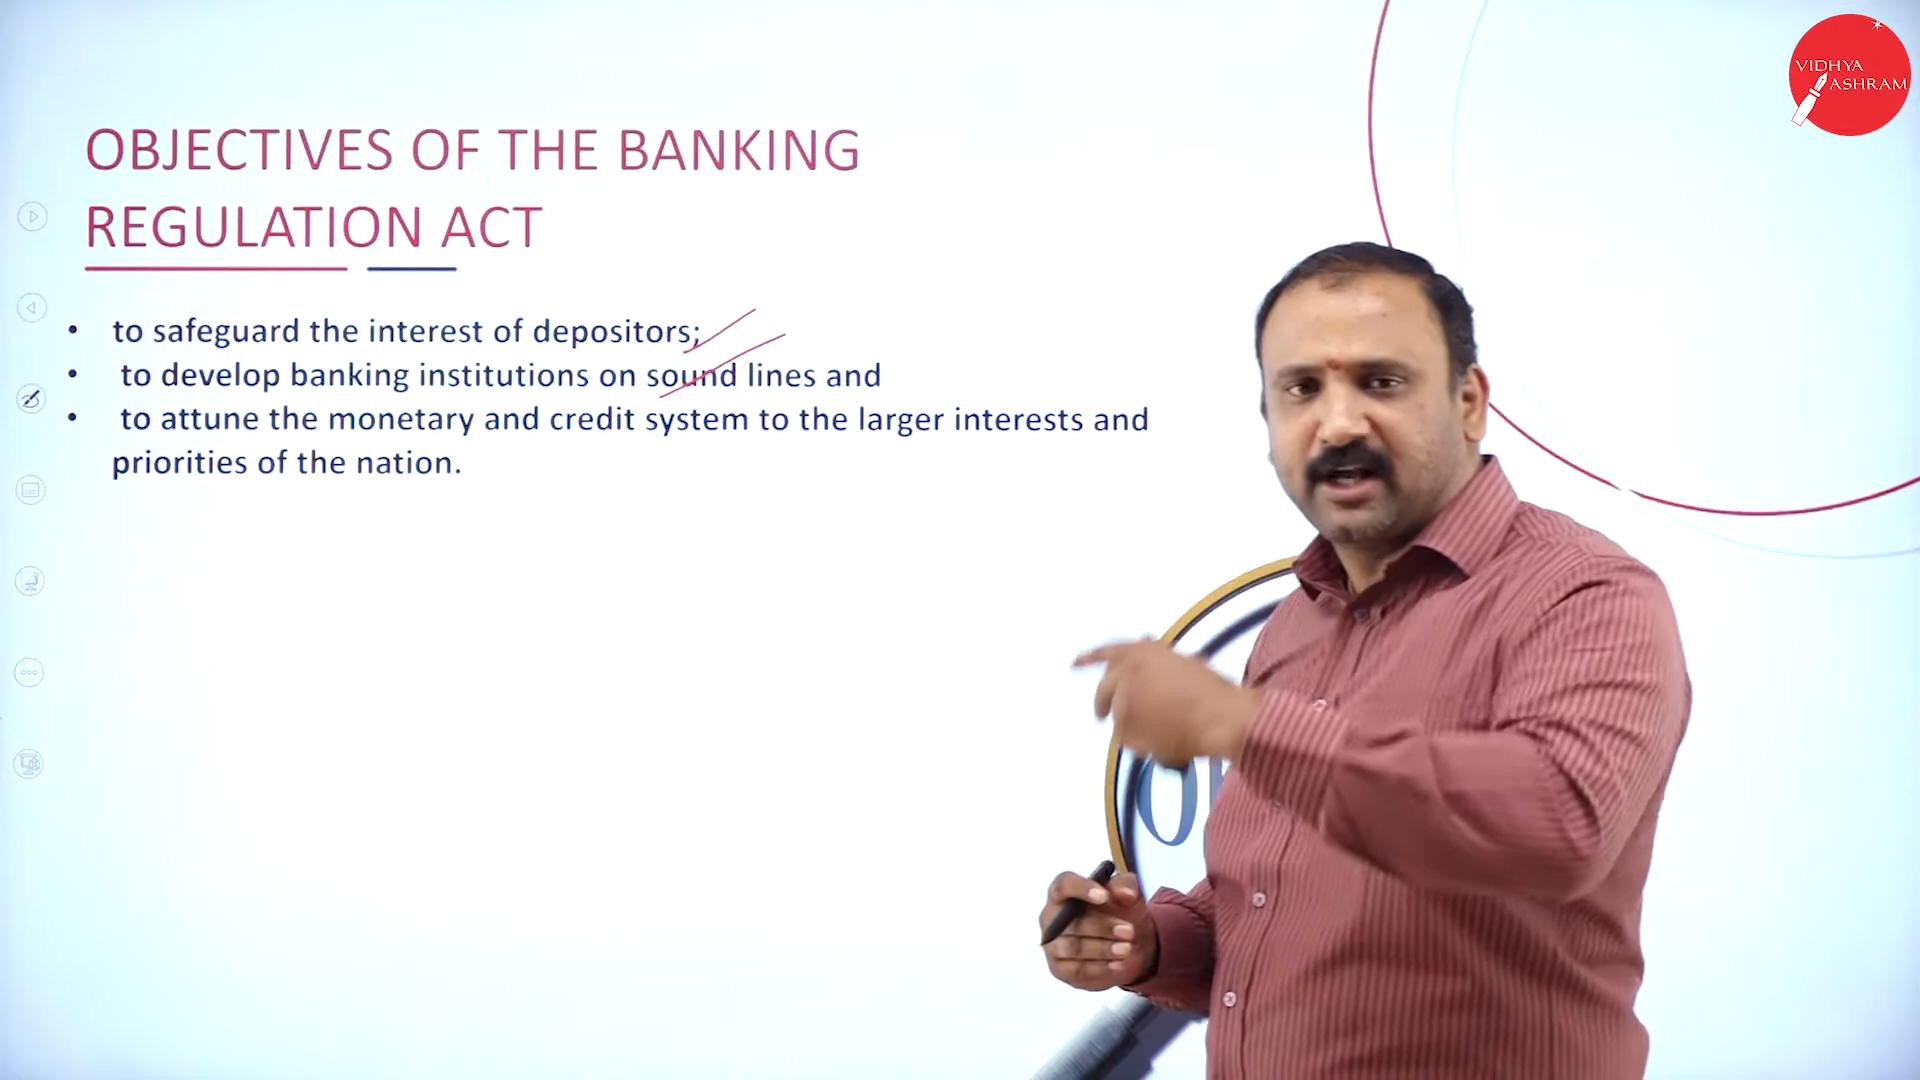 VIDHYA
ASHRAM
OBJECTIVES OF THE BANKING
REGULATION ACT
• to safeguard the interest of depositors;
• to develop banking institutions on sound lines and
• to attune the monetary and credit system to the larger interests and
priorities of the nation.